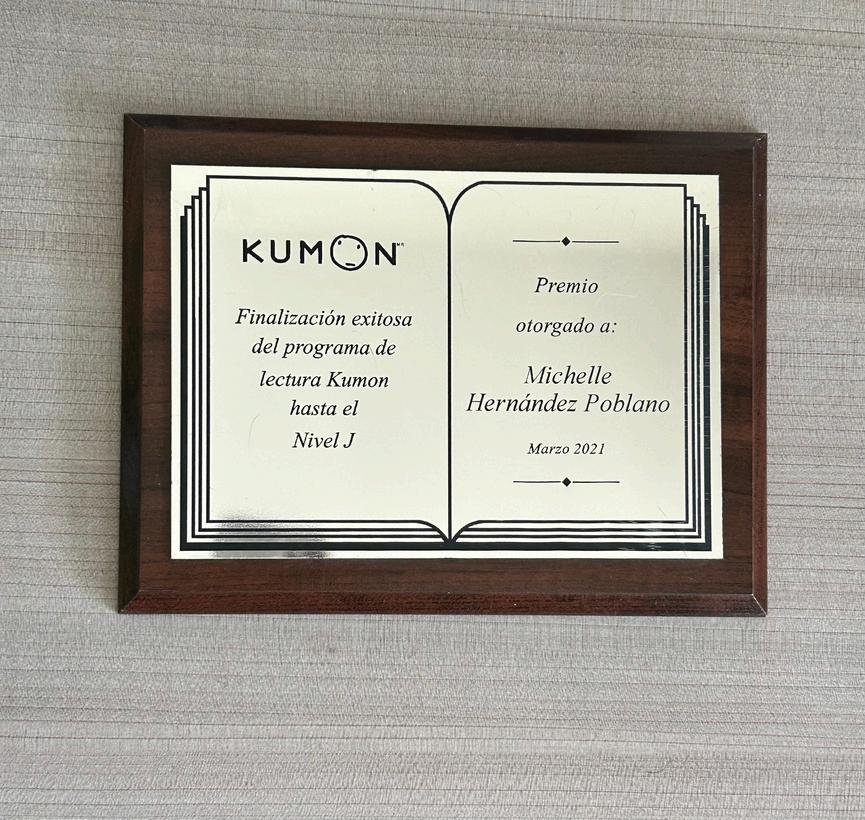 KUMON
Finalización exitosa
del programa de
lectura Kumon
hasta el
Nivel J
Premio
otorgado a:
Michelle
Hernández Poblano
Marzo 2021